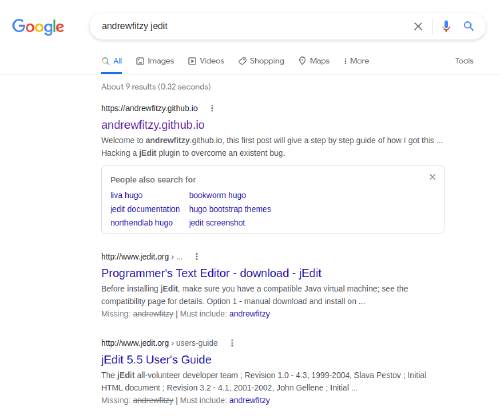 Google
andrewfitzy jedit
All Images Videos Shopping Maps More Tools
About 9 results (0.32 seconds)
https://andrewfitzy.github.io
andrewfitzy.github.io
Welcome to andrewfitzy.github.io, this first post will give a step by step guide of how I got this ...
Hacking a jEdit plugin to overcome an existent bug.
People also search for
liva hugo bookworm hugo
jedit documentation hugo bootstrap themes
northendlab hugo jedit screenshot
http://www.jedit.org › ...
Programmer's Text Editor - download - jEdit
Before installing jEdit, make sure you have a compatible Java virtual machine; see the
compatibility page for details. Option 1 - manual download and install on ...
Missing: andrewfitzy | Must include: andrewfitzy
http://www.jedit.org › users-guide
jEdit 5.5 User's Guide
The jEdit all-volunteer developer team ; Revision 1.0 - 4.3, 1999-2004, Slava Pestov ; Initial
HTML document ; Revision 3.2 - 4.1, 2001-2002, John Gellene ; Initial ...
Missing: andrewfitzy | Must include: andrewfitzy